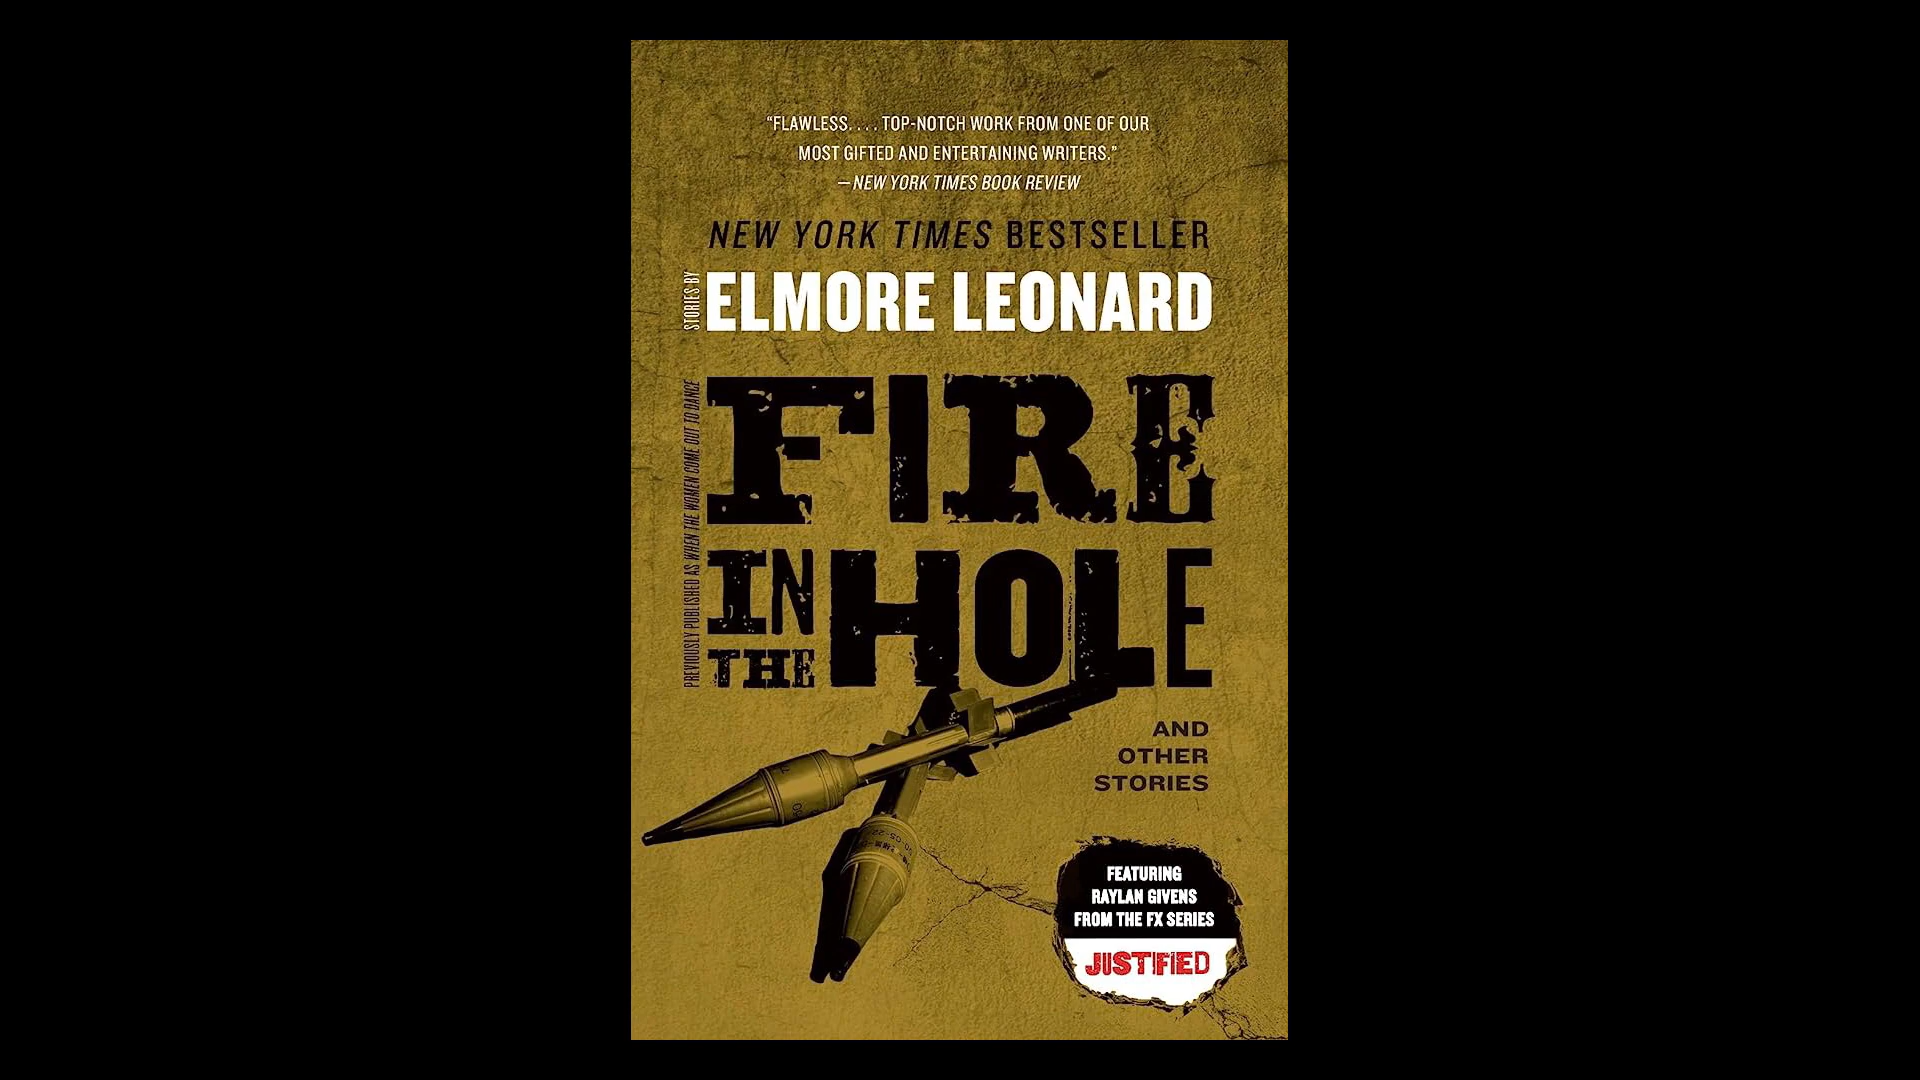 “FLAWLESS. . . . TOP-NOTCH WORK FROM ONE OF OUR
MOST GIFTED AND ENTERTAINING WRITERS.”
—NEW YORK TIMES BOOK REVIEW
NEW YORK TIMES BESTSELLER
STORIES BY
ELMORE LEONARD
PREVIOUSLY PUBLISHED AS WHEN THE WOMEN COME OUT TO DANCE
FIRE
IN THE HOLE
AND
OTHER
STORIES
FEATURING
RAYLAN GIVENS
FROM THE FX SERIES
JUSTIFIED